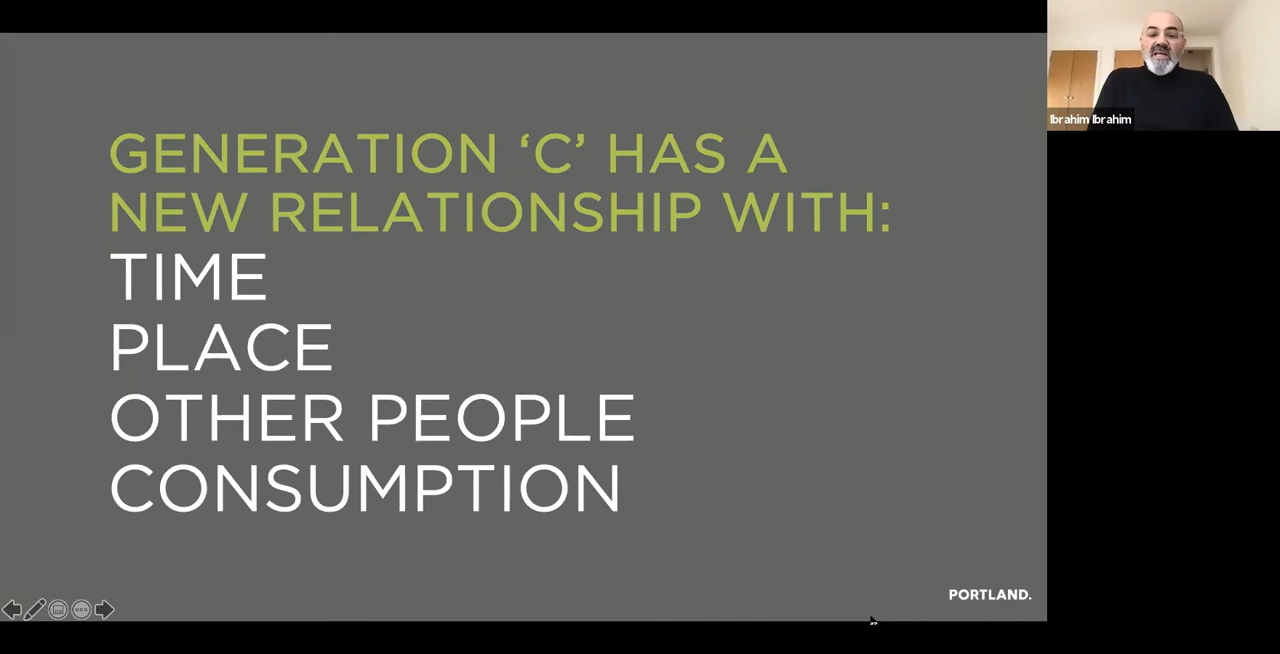 GENERATION ‘C’ HAS A
NEW RELATIONSHIP WITH:
TIME
PLACE
OTHER PEOPLE
CONSUMPTION
PORTLAND.
Ibrahim Ibrahim